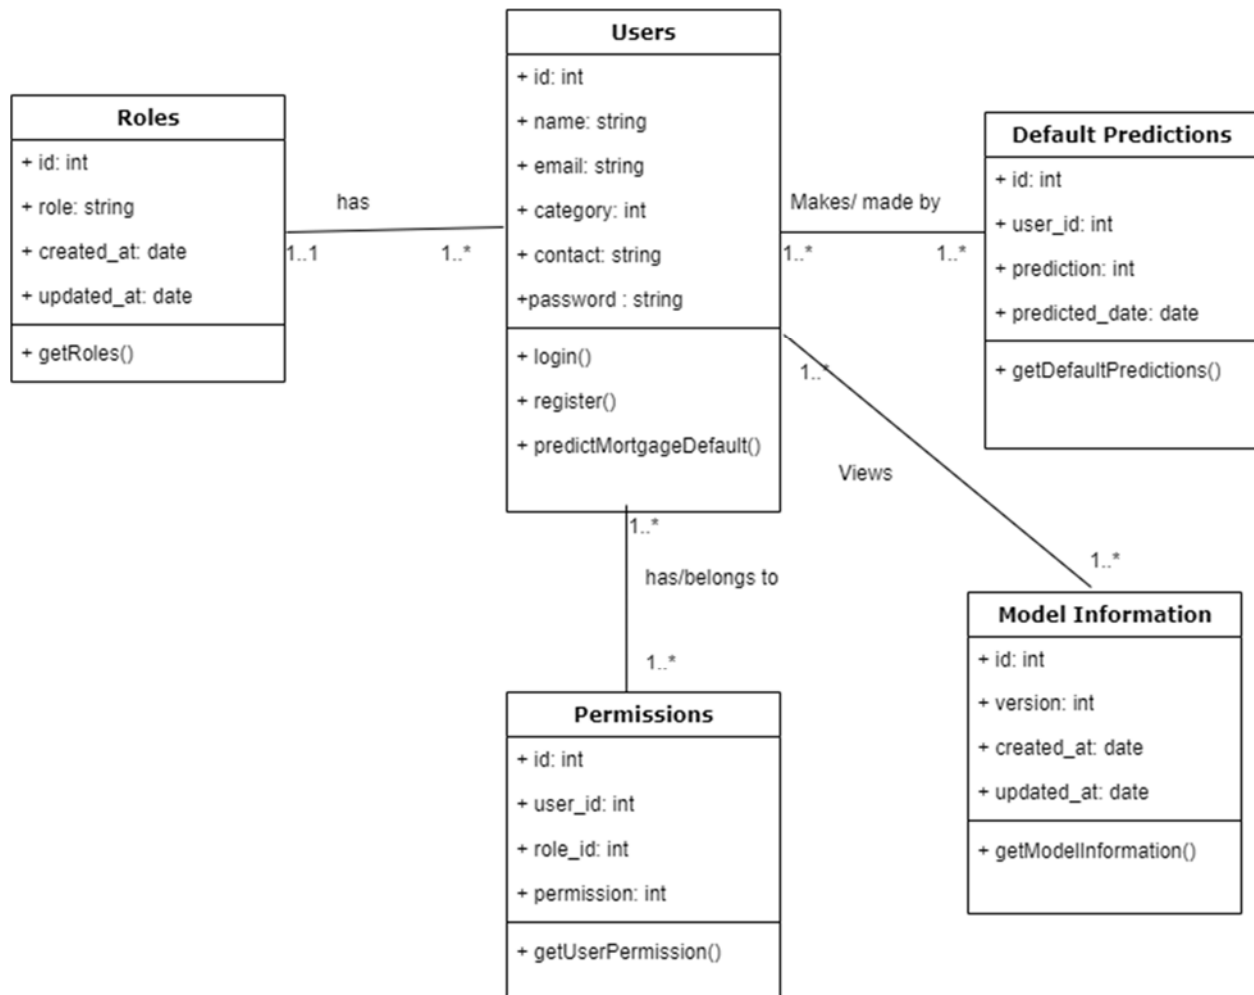 Users
+ id: int
+ name: string
+ email: string
+ category: int
+ contact: string
+password : string
+ login()
+ register()
+ predictMortgageDefault()
Roles
+ id: int
+ role: string
+ created_at: date
+ updated_at: date
+ getRoles()
has
1..1
1..*
Default Predictions
+ id: int
+ user_id: int
+ prediction: int
+ predicted_date: date
+ getDefaultPredictions()
Makes/ made by
1..*
1..*
1..*
Views
1..*
1..*
has/belongs to
1..*
Model Information
+ id: int
+ version: int
+ created_at: date
+ updated_at: date
+ getModelInformation()
Permissions
+ id: int
+ user_id: int
+ role_id: int
+ permission: int
+ getUserPermission()